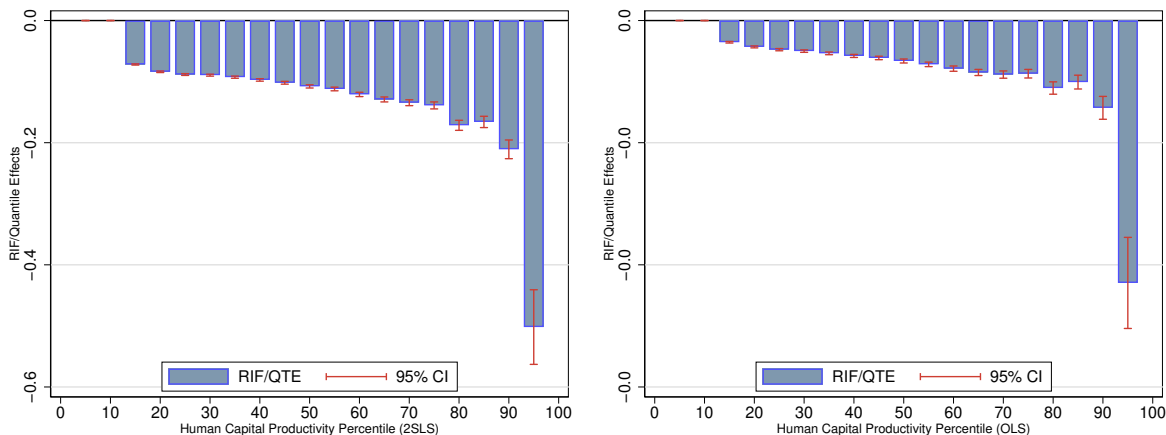 RIF/Quantile Effects
0.0
−0.2
−0.4
−0.6
RIF/QTE
95% CI
0 10 20 30 40 50 60 70 80 90 100
Human Capital Productivity Percentile (2SLS)
RIF/Quantile Effects
0.0
−0.0
−0.0
−0.0
RIF/QTE
95% CI
0 10 20 30 40 50 60 70 80 90 100
Human Capital Productivity Percentile (OLS)